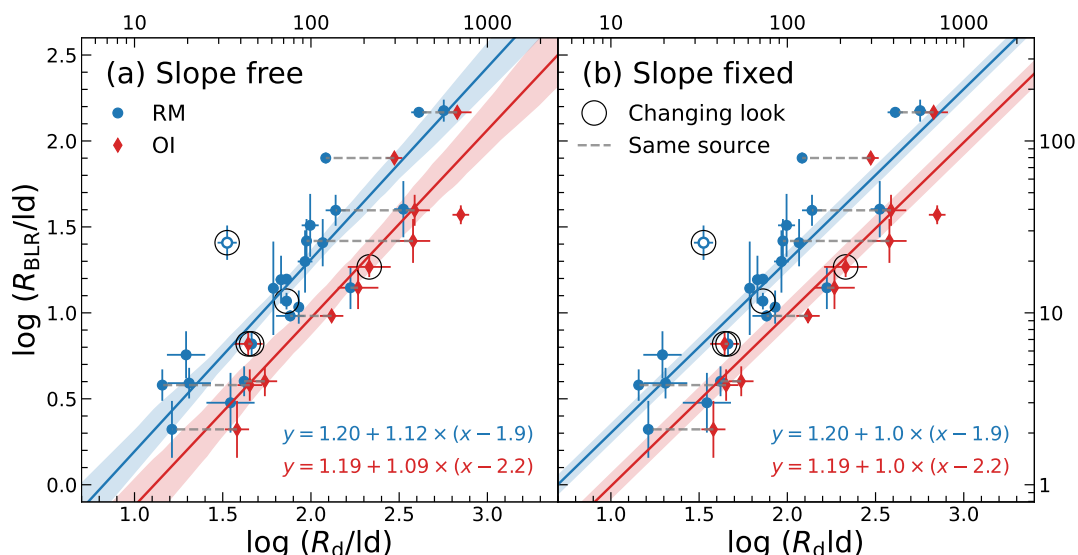 10 100 1000 10 100 1000
(a) Slope free
RM
OI
(b) Slope fixed
Changing look
Same source
2.5
2.0
1.5
1.0
0.5
0.0
log (R_BLR/ld)
100
10
1
log (R_BLR/ld)
y = 1.20 + 1.12 × (x − 1.9)
y = 1.19 + 1.09 × (x − 2.2)
y = 1.20 + 1.0 × (x − 1.9)
y = 1.19 + 1.0 × (x − 2.2)
1.0 1.5 2.0 2.5 3.0 1.0 1.5 2.0 2.5 3.0
log (R_d/ld)
log (R_dld)